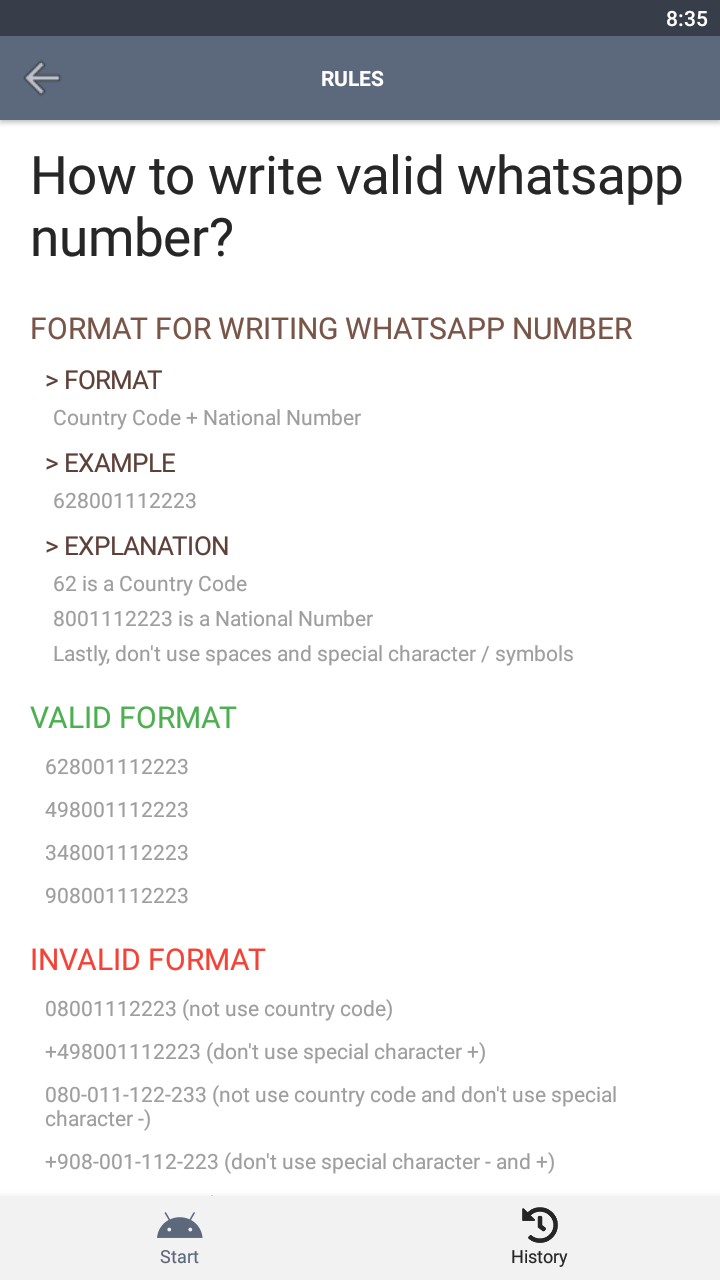 8:35
RULES
How to write valid whatsapp
number?
FORMAT FOR WRITING WHATSAPP NUMBER
> FORMAT
Country Code + National Number
> EXAMPLE
628001112223
> EXPLANATION
62 is a Country Code
8001112223 is a National Number
Lastly, don't use spaces and special character / symbols
VALID FORMAT
628001112223
498001112223
348001112223
908001112223
INVALID FORMAT
08001112223 (not use country code)
+498001112223 (don't use special character +)
080-011-122-233 (not use country code and don't use special
character -)
+908-001-112-223 (don't use special character - and +)
Start
History